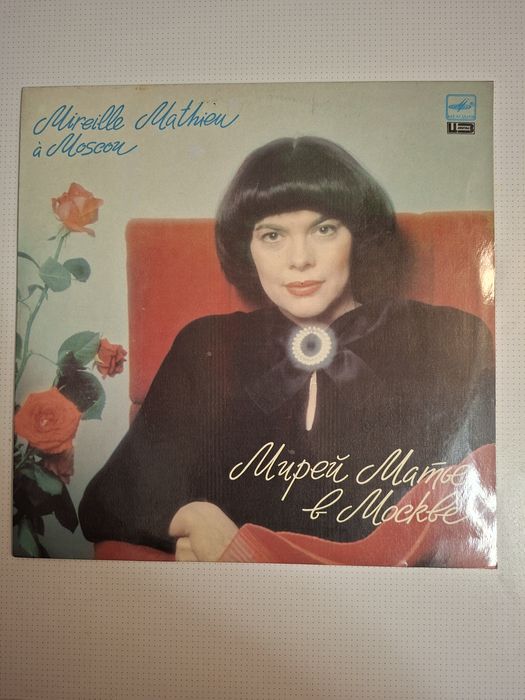 Mireille Mathieu
à Moscou
Мирей Матье
в Москве